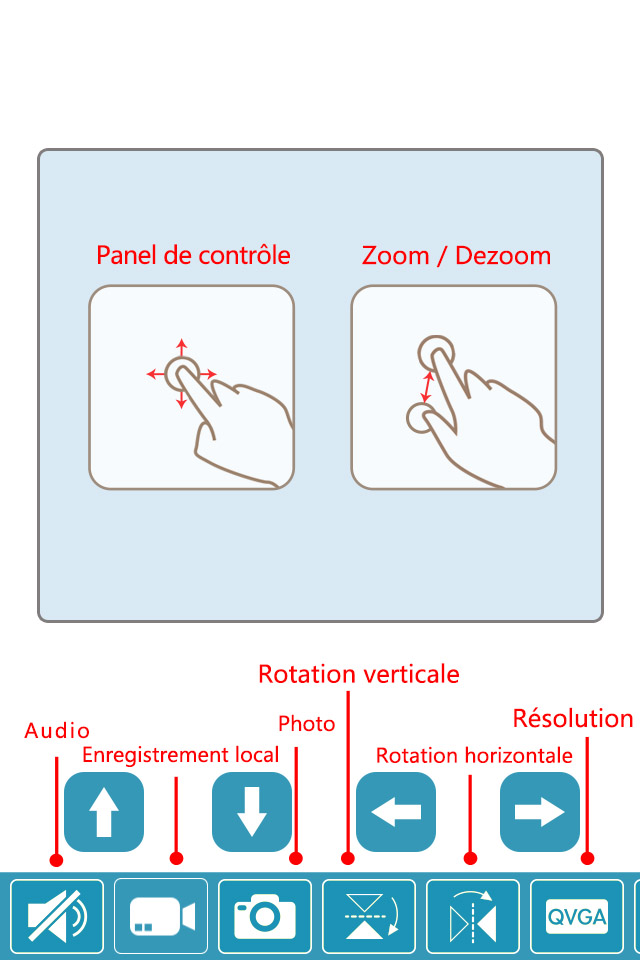 Panel de contrôle
Zoom / Dezoom
Rotation verticale
Audio
Photo
Résolution
Enregistrement local
Rotation horizontale
QVGA